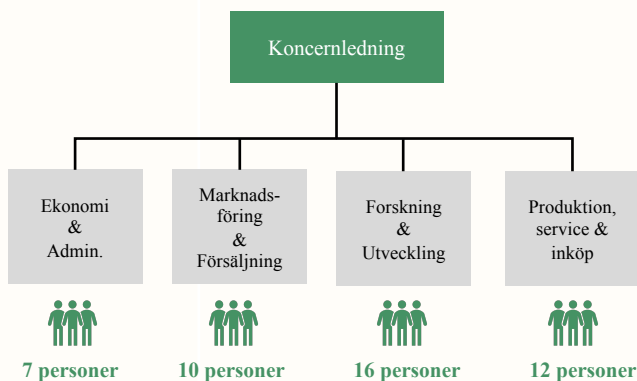 Koncernledning
Ekonomi
&
Admin.
Marknads-
föring
&
Försäljning
Forskning
&
Utveckling
Produktion,
service &
inköp
7 personer
10 personer
16 personer
12 personer